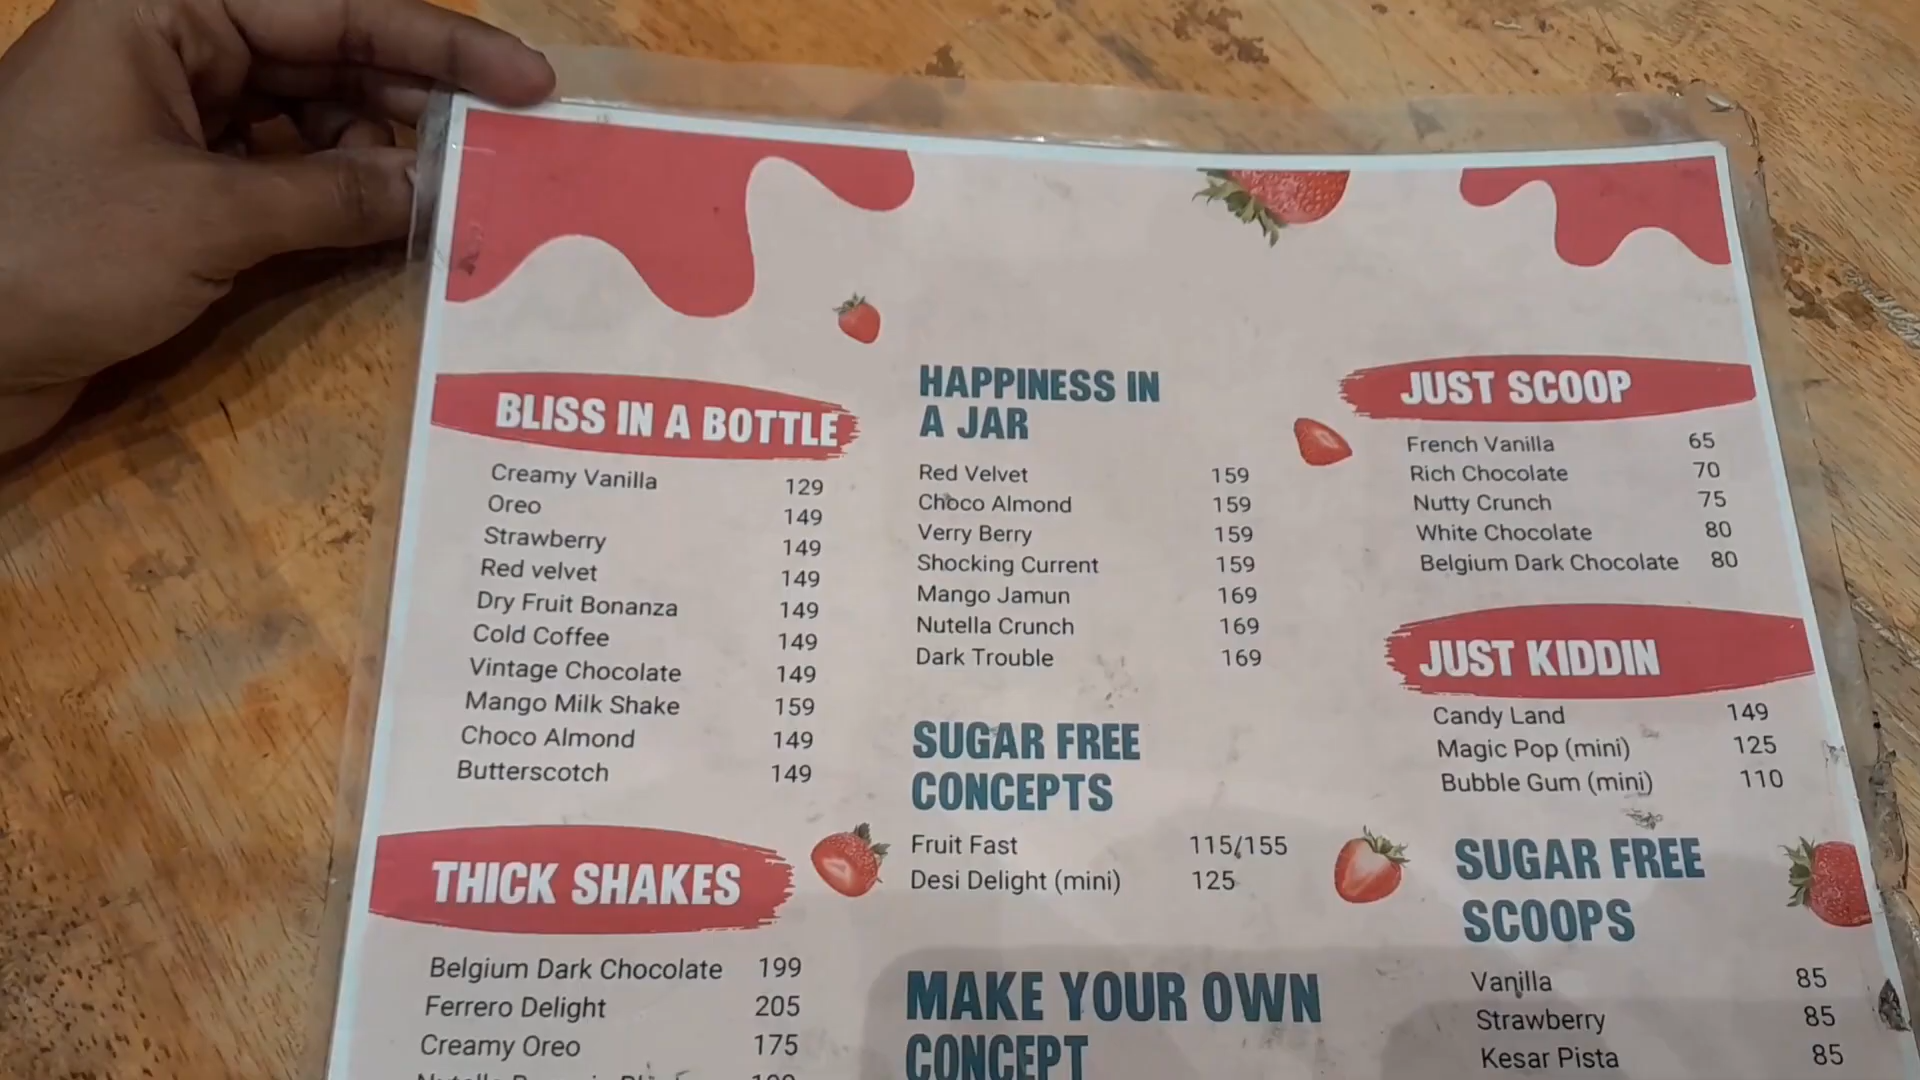 BLISS IN A BOTTLE
Creamy Vanilla 129
Oreo 149
Strawberry 149
Red velvet 149
Dry Fruit Bonanza 149
Cold Coffee 149
Vintage Chocolate 149
Mango Milk Shake 159
Choco Almond 149
Butterscotch 149
THICK SHAKES
Belgium Dark Chocolate 199
Ferrero Delight 205
Creamy Oreo 175
HAPPINESS IN
A JAR
Red Velvet 159
Choco Almond 159
Verry Berry 159
Shocking Current 159
Mango Jamun 169
Nutella Crunch 169
Dark Trouble 169
SUGAR FREE
CONCEPTS
Fruit Fast 115/155
Desi Delight (mini) 125
MAKE YOUR OWN
CONCEPT
JUST SCOOP
French Vanilla 65
Rich Chocolate 70
Nutty Crunch 75
White Chocolate 80
Belgium Dark Chocolate 80
JUST KIDDIN
Candy Land 149
Magic Pop (mini) 125
Bubble Gum (mini) 110
SUGAR FREE
SCOOPS
Vanilla 85
Strawberry 85
Kesar Pista 85